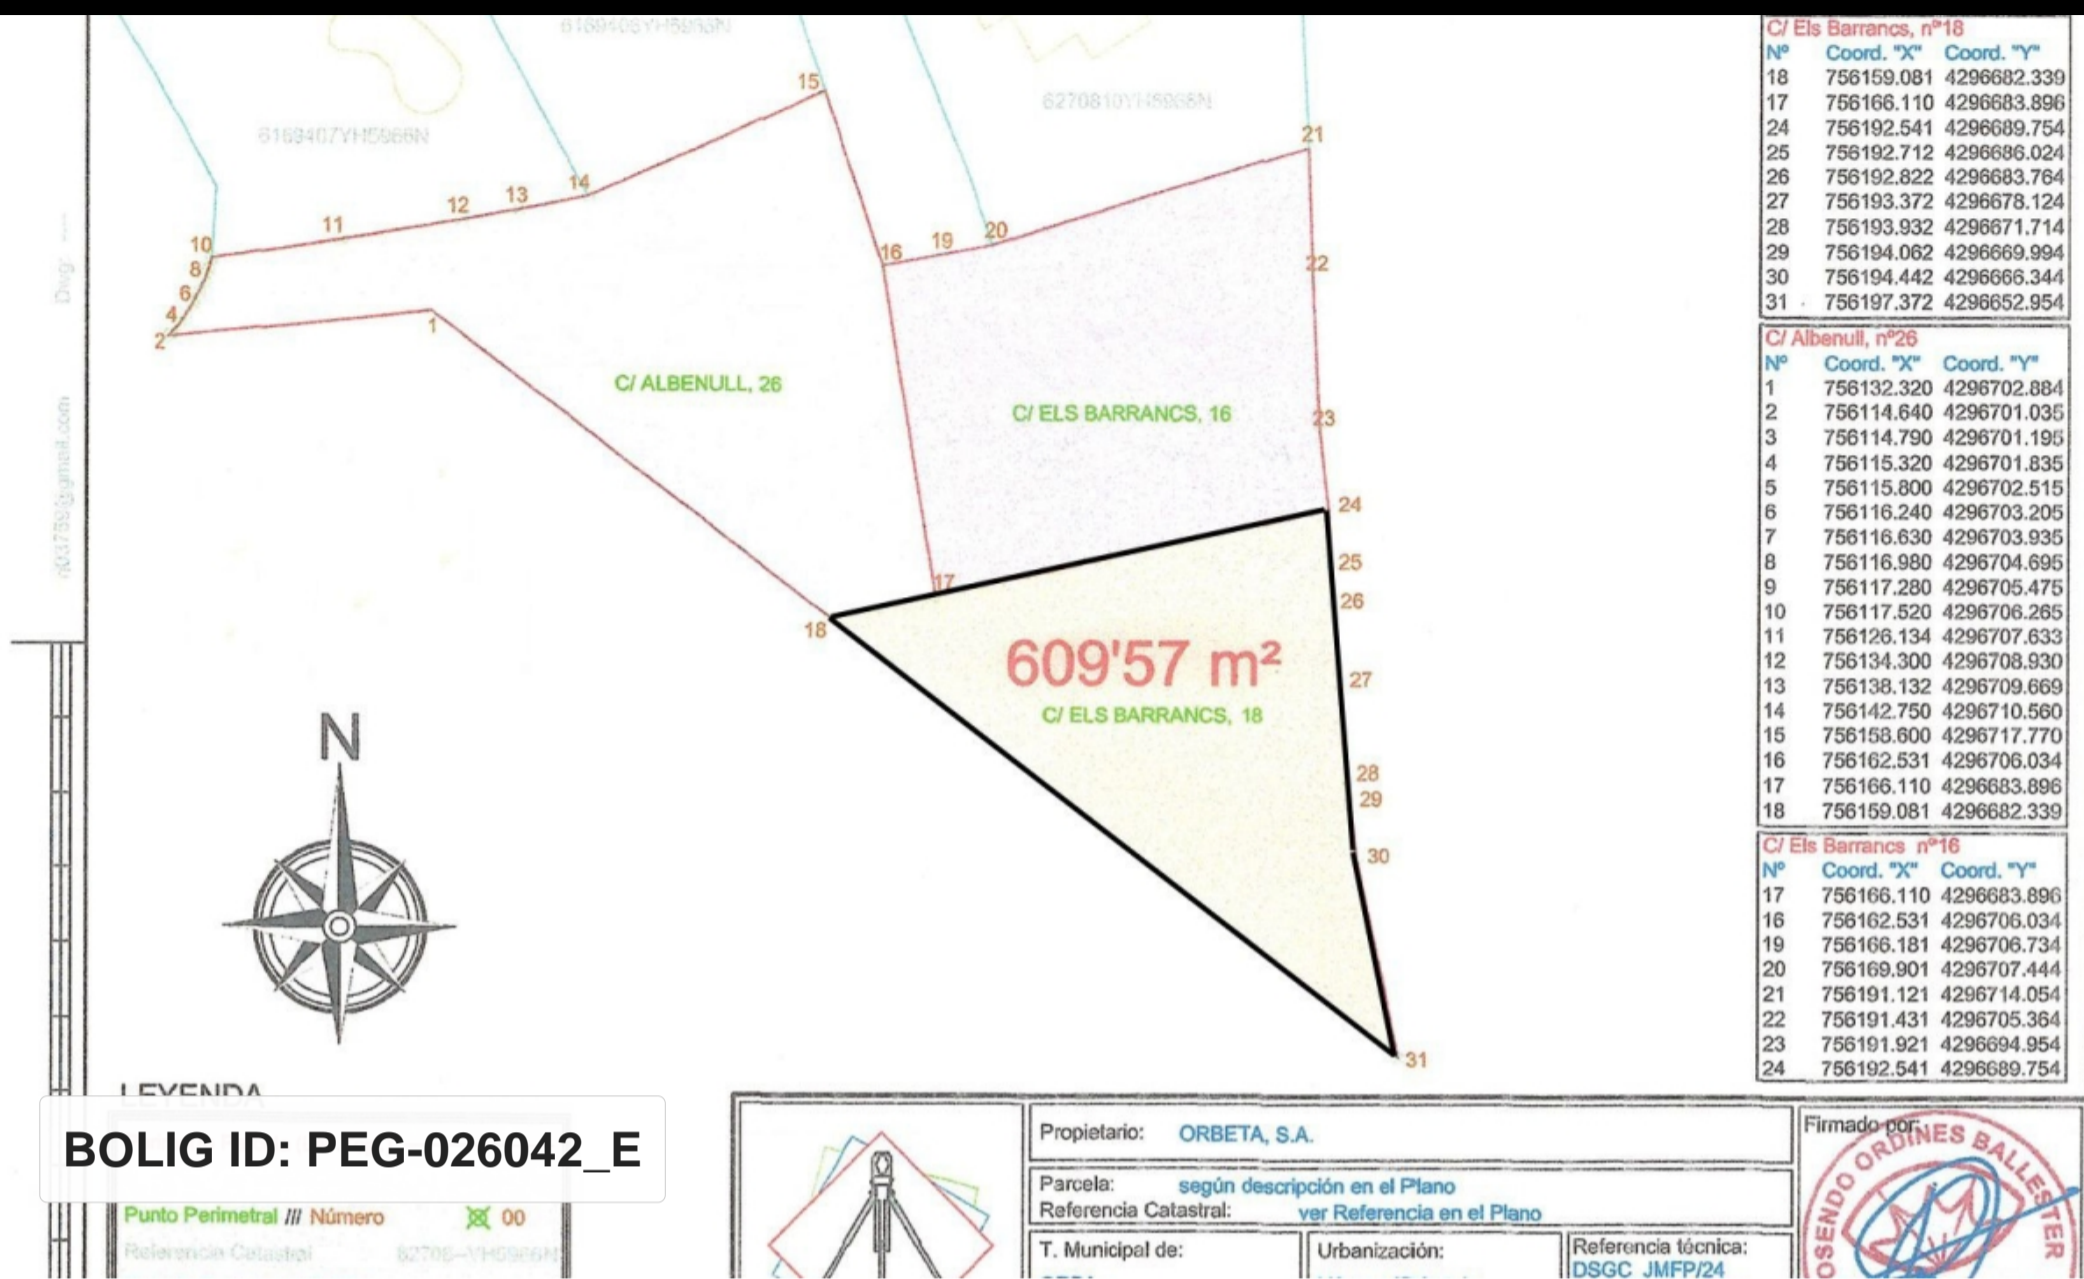 6169408YH5966N
6169407YH5966N
6270810YH5966N
15
21
14
13
12
11
10
8
6
4
2
1
16
19
20
22
C/ ALBENULL, 26
C/ ELS BARRANCS, 16
23
24
25
26
17
18
609'57 m²
C/ ELS BARRANCS, 18
27
28
29
30
31
N
Dwg:
C/ Els Barrancs, nº18
Nº Coord. "X" Coord. "Y"
18 756159.081 4296682.339
17 756166.110 4296683.896
24 756192.541 4296689.754
25 756192.712 4296686.024
26 756192.822 4296683.764
27 756193.372 4296678.124
28 756193.932 4296671.714
29 756194.062 4296669.994
30 756194.442 4296666.344
31 756197.372 4296652.954
C/ Albenull, nº26
Nº Coord. "X" Coord. "Y"
1 756132.320 4296702.884
2 756114.640 4296701.035
3 756114.790 4296701.195
4 756115.320 4296701.835
5 756115.800 4296702.515
6 756116.240 4296703.205
7 756116.630 4296703.935
8 756116.980 4296704.695
9 756117.280 4296705.475
10 756117.520 4296706.265
11 756126.134 4296707.633
12 756134.300 4296708.930
13 756138.132 4296709.669
14 756142.750 4296710.560
15 756158.600 4296717.770
16 756162.531 4296706.034
17 756166.110 4296683.896
18 756159.081 4296682.339
C/ Els Barrancs nº16
Nº Coord. "X" Coord. "Y"
17 756166.110 4296683.896
16 756162.531 4296706.034
19 756166.181 4296706.734
20 756169.901 4296707.444
21 756191.121 4296714.054
22 756191.431 4296705.364
23 756191.921 4296694.954
24 756192.541 4296689.754
LEYENDA
BOLIG ID: PEG-026042_E
Punto Perimetral /// Número 00
Referencia Catastral
Propietario: ORBETA, S.A.
Parcela: según descripción en el Plano
Referencia Catastral: ver Referencia en el Plano
T. Municipal de:
Urbanización:
Referencia técnica:
DSGC_JMFP/24
Firmado por:
ROSENDO ORDINES BALLESTER